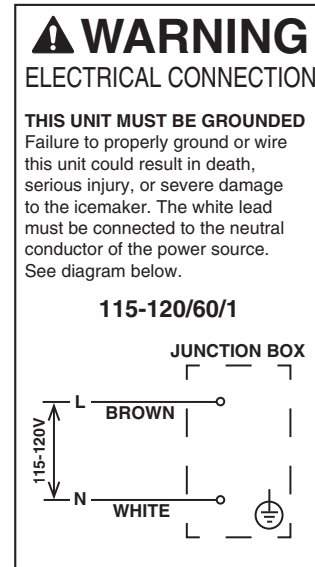 WARNING
ELECTRICAL CONNECTION
THIS UNIT MUST BE GROUNDED
Failure to properly ground or wire
this unit could result in death,
serious injury, or severe damage
to the icemaker. The white lead
must be connected to the neutral
conductor of the power source.
See diagram below.
115-120/60/1
JUNCTION BOX
L
BROWN
115-120V
N
WHITE